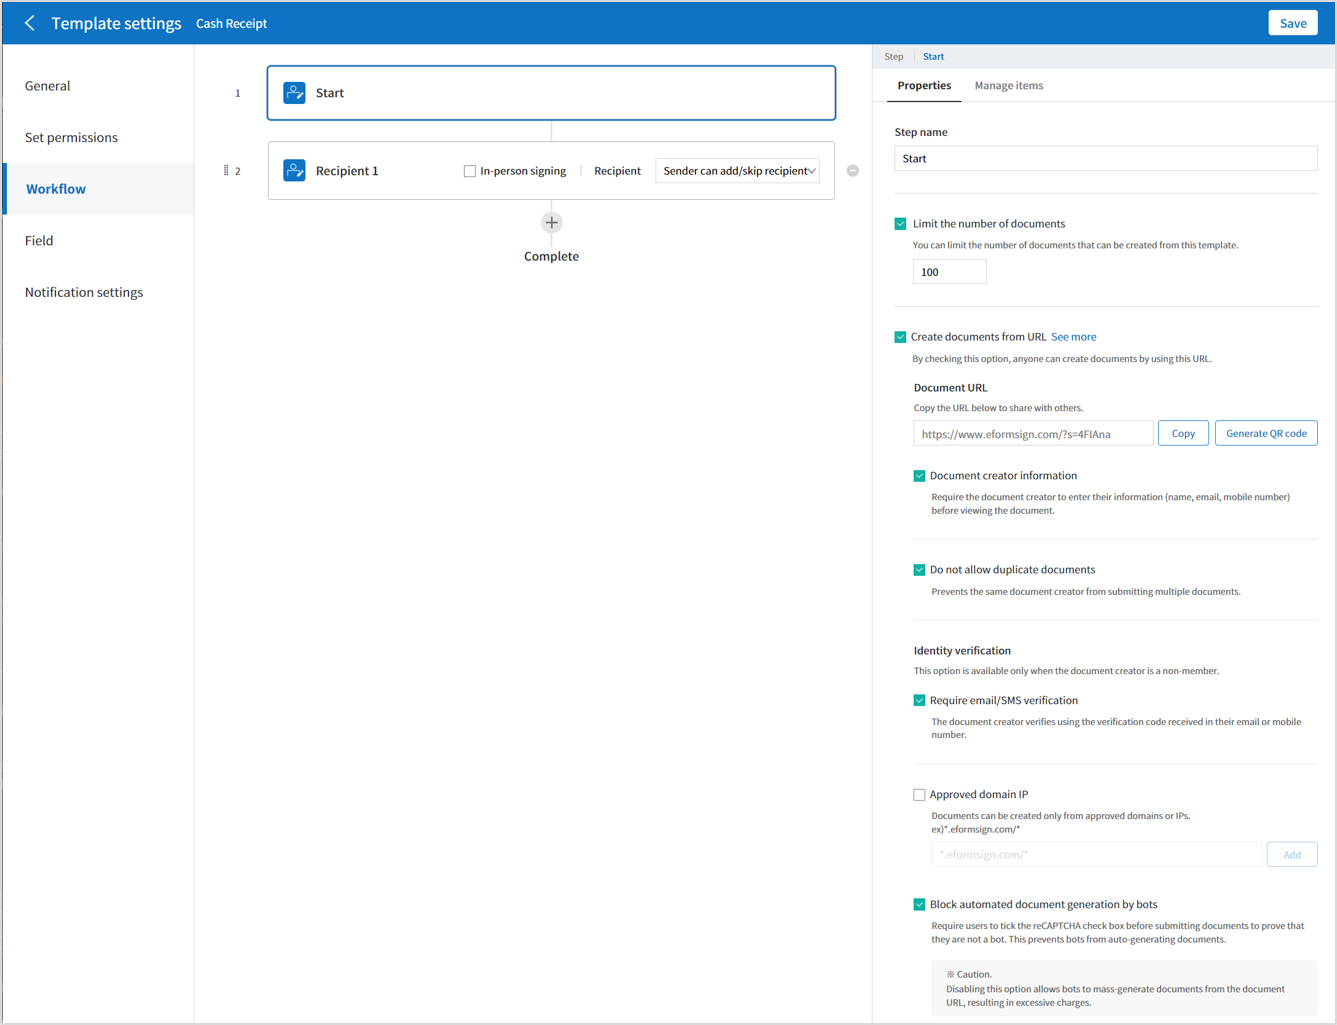 Template settings Cash Receipt Save
General
Set permissions
Workflow
Field
Notification settings
1 Start
2 Recipient 1 In-person signing Recipient Sender can add/skip recipient
+
Complete
Step Start
Properties Manage items
Step name
Start
Limit the number of documents
You can limit the number of documents that can be created from this template.
100
Create documents from URL See more
By checking this option, anyone can create documents by using this URL.
Document URL
Copy the URL below to share with others.
https://www.eformsign.com/?s=4FIAna Copy Generate QR code
Document creator information
Require the document creator to enter their information (name, email, mobile number)
before viewing the document.
Do not allow duplicate documents
Prevents the same document creator from submitting multiple documents.
Identity verification
This option is available only when the document creator is a non-member.
Require email/SMS verification
The document creator verifies using the verification code received in their email or mobile
number.
Approved domain IP
Documents can be created only from approved domains or IPs.
ex)*.eformsign.com/*
*.eformsign.com/* Add
Block automated document generation by bots
Require users to tick the reCAPTCHA check box before submitting documents to prove that
they are not a bot. This prevents bots from auto-generating documents.
※ Caution.
Disabling this option allows bots to mass-generate documents from the document
URL, resulting in excessive charges.